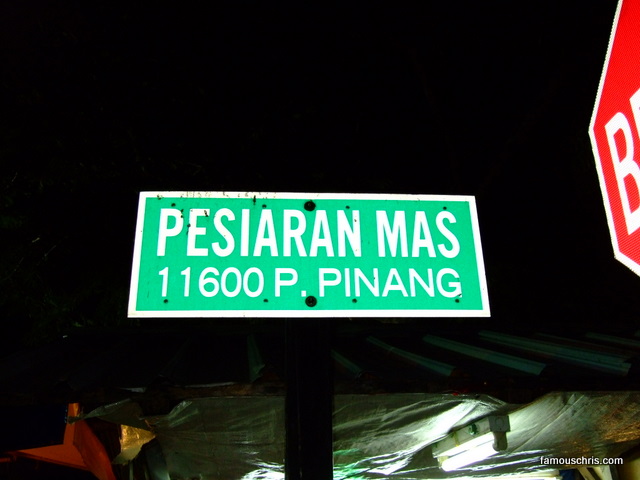 PESIARAN MAS
11600 P. PINANG
famouschris.com